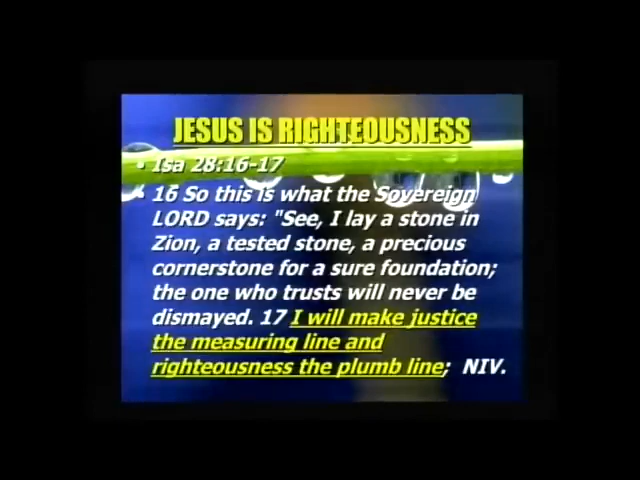 JESUS IS RIGHTEOUSNESS
• Isa 28:16-17
• 16 So this is what the Sovereign
LORD says: "See, I lay a stone in
Zion, a tested stone, a precious
cornerstone for a sure foundation;
the one who trusts will never be
dismayed. 17 I will make justice
the measuring line and
righteousness the plumb line; NIV.